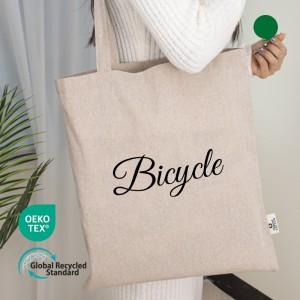 Bicycle
OEKO
TEX®
Global Recycled
Standard